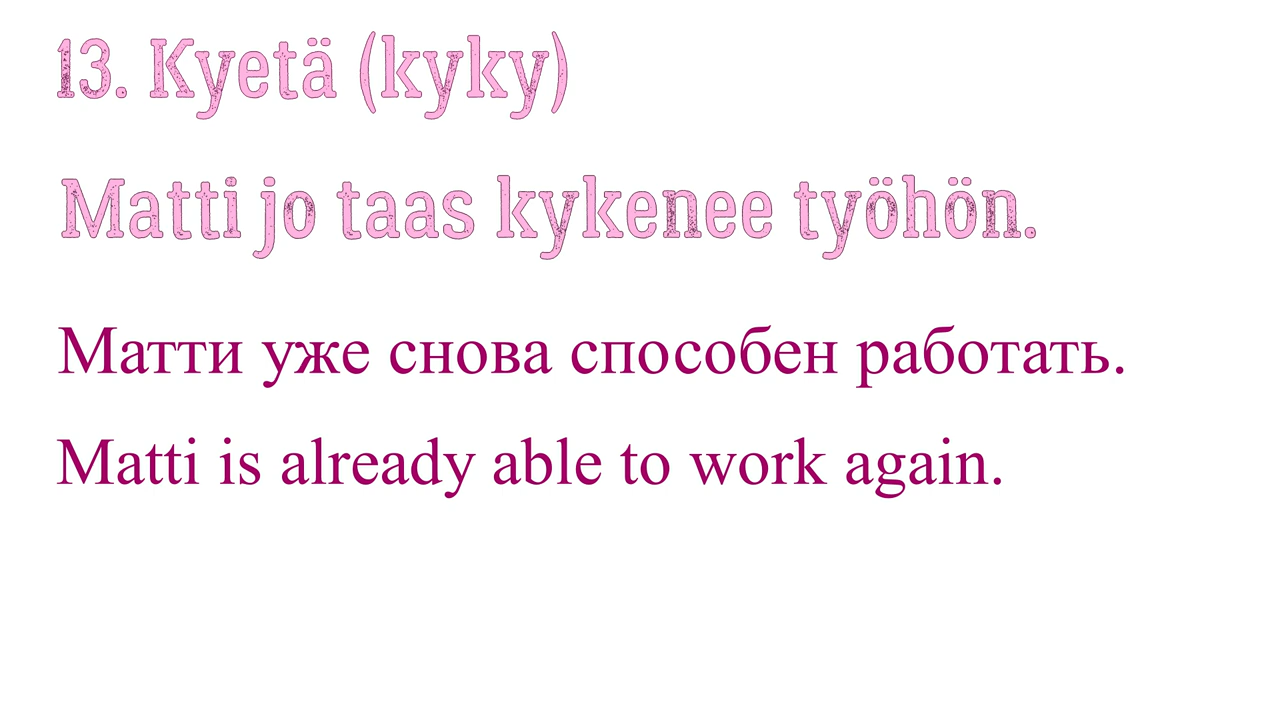 13. Kyetä (kyky)
Matti jo taas kykenee työhön.
Матти уже снова способен работать.
Matti is already able to work again.